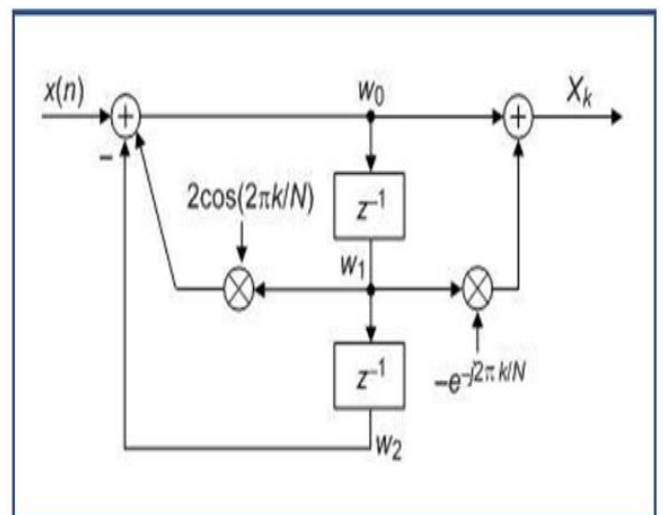 x(n)
w₀
Xₖ
+
+
−
2cos(2πk/N)
z⁻¹
w₁
z⁻¹
−e^−j2πk/N
w₂